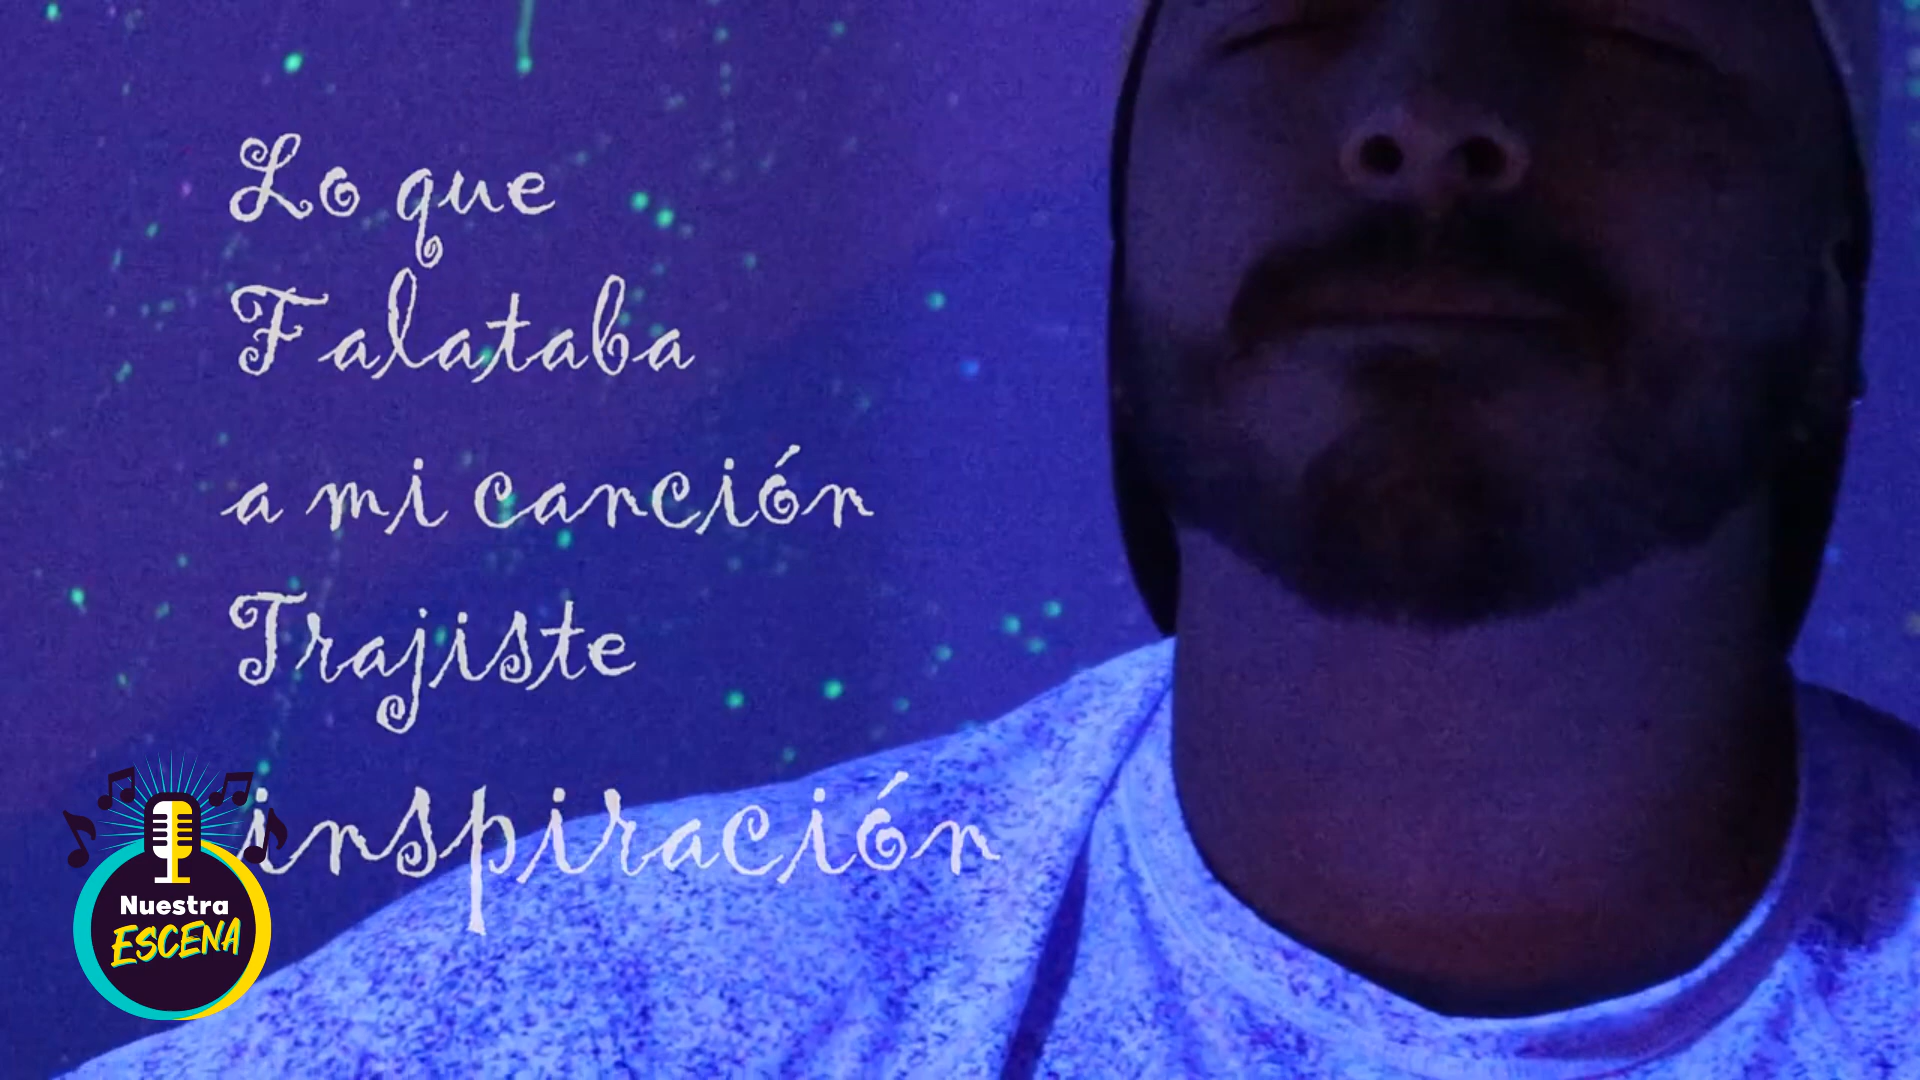 Lo que
Falataba
a mi canción
Trajiste
inspiración
Nuestra
ESCENA